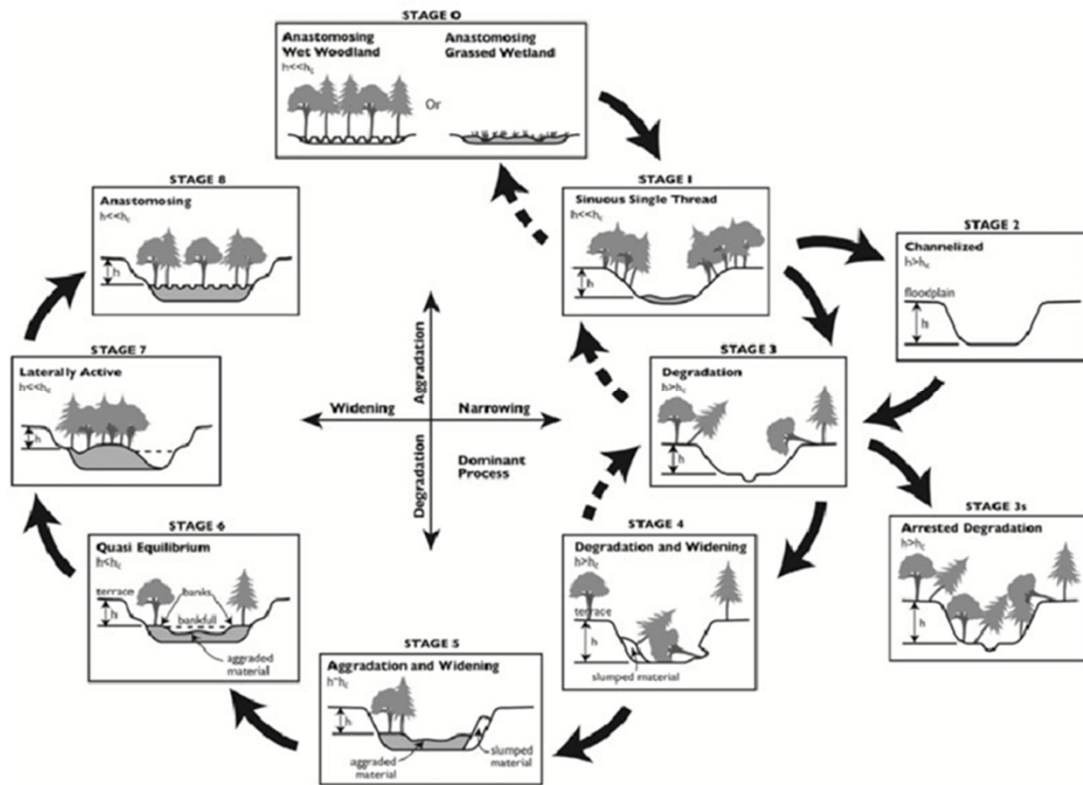 STAGE 0
Anastomosing
Wet Woodland
h<<hc
Or
Anastomosing
Grassed Wetland
STAGE 1
Sinuous Single Thread
h<<hc
h
STAGE 2
Channelized
h>hc
floodplain
h
STAGE 3
Degradation
h>hc
h
STAGE 3s
Arrested Degradation
h>hc
h
STAGE 4
Degradation and Widening
h>hc
terrace
h
slumped material
STAGE 5
Aggradation and Widening
h~hc
h
aggraded
material
slumped
material
STAGE 6
Quasi Equilibrium
h<hc
terrace
h
banks
bankfull
aggraded
material
STAGE 7
Laterally Active
h<<hc
h
STAGE 8
Anastomosing
h<<hc
h
Aggradation
Widening
Narrowing
Degradation
Dominant
Process